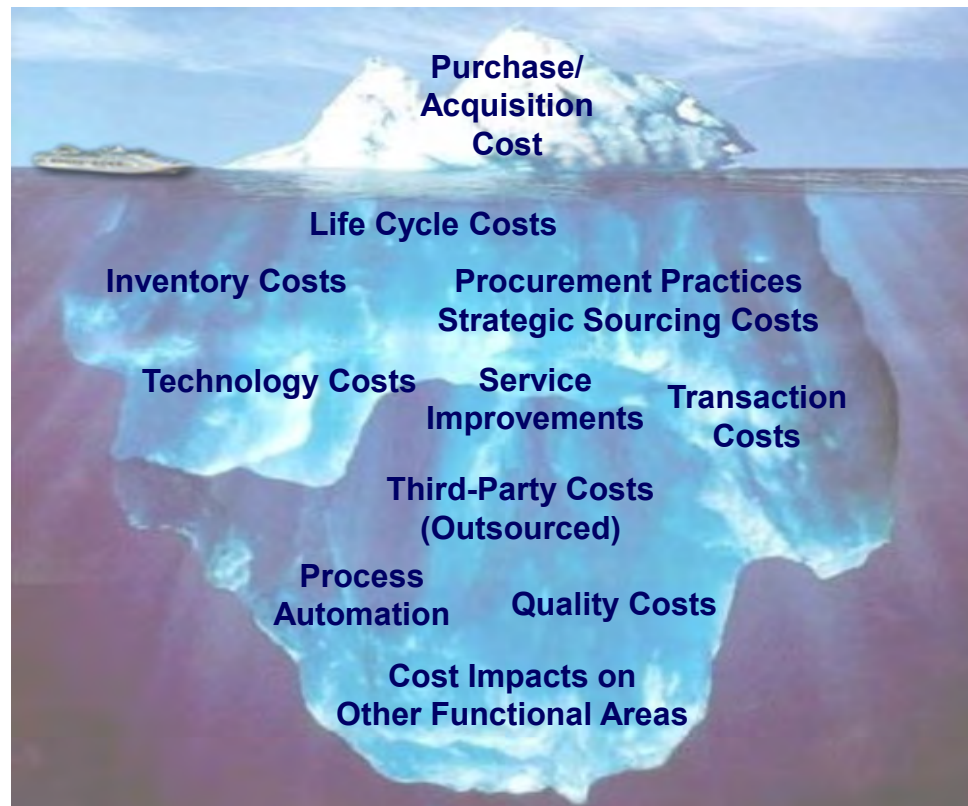 Purchase/
Acquisition
Cost
Life Cycle Costs
Inventory Costs
Procurement Practices
Strategic Sourcing Costs
Technology Costs
Service
Improvements
Transaction
Costs
Third-Party Costs
(Outsourced)
Process
Automation
Quality Costs
Cost Impacts on
Other Functional Areas